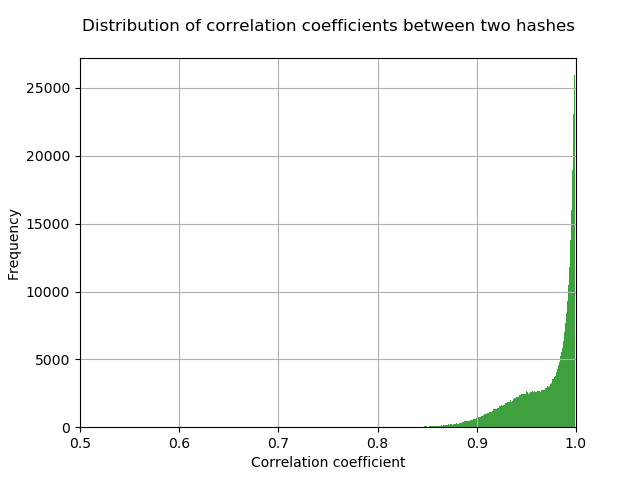 Distribution of correlation coefficients between two hashes
25000
20000
15000
10000
5000
0
Frequency
0.5 0.6 0.7 0.8 0.9 1.0
Correlation coefficient